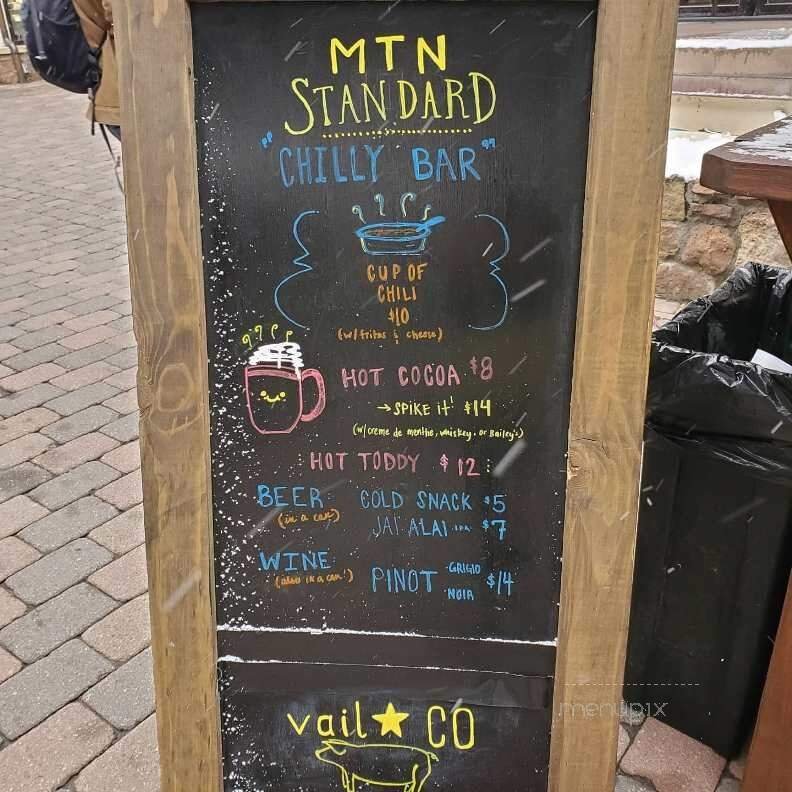 MTN
STANDARD
"CHILLY BAR"
CUP OF
CHILI
$10
(w/fritos & cheese)
HOT COCOA $8
→ SPIKE it! $14
(w/creme de menthe, whiskey, or Bailey's)
HOT TODDY $12
BEER COLD SNACK $5
(in a can) JAI ALAI IPA $7
WINE PINOT ·GRIGIO $14
(also in a can!) ·NOIR
vail ★ CO
menupix